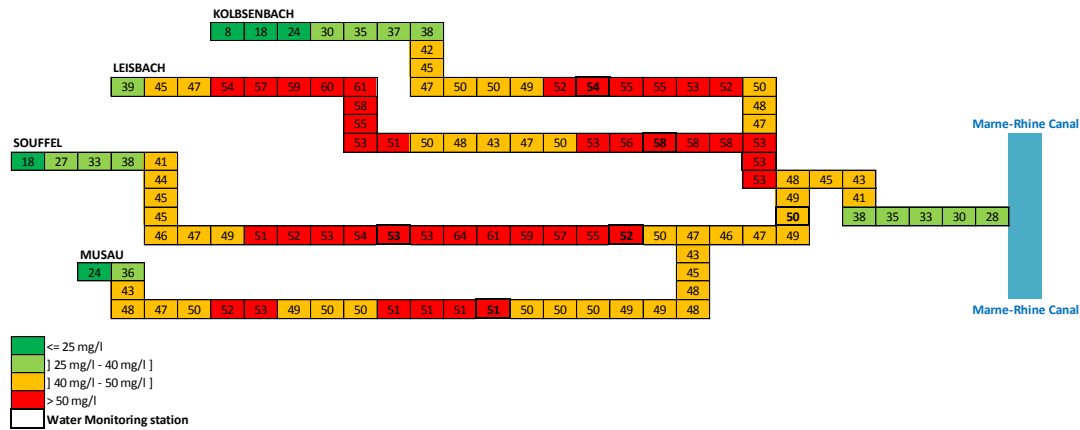 KOLBSENBACH
8 18 24 30 35 37 38
42
LEISBACH
45
39 45 47 54 57 59 60 61
47 50 50 49 52 54 55 55 53 52 50
58
48
55
47
Marne-Rhine Canal
SOUFFEL
53 51 50 48 43 47 50 53 56 58 58 58 53
18 27 33 38 41
53
44
53 48 45 43
45
49 41
45
50
38 35 33 30 28
46 47 49 51 52 53 54 53 53 64 61 59 57 55 52 50 47 46 47 49
MUSAU
43
24 36
45
43
48
48 47 50 52 53 49 50 50 51 51 51 51 50 50 50 49 49 48
Marne-Rhine Canal
<= 25 mg/l
] 25 mg/l - 40 mg/l ]
] 40 mg/l - 50 mg/l ]
> 50 mg/l
Water Monitoring station